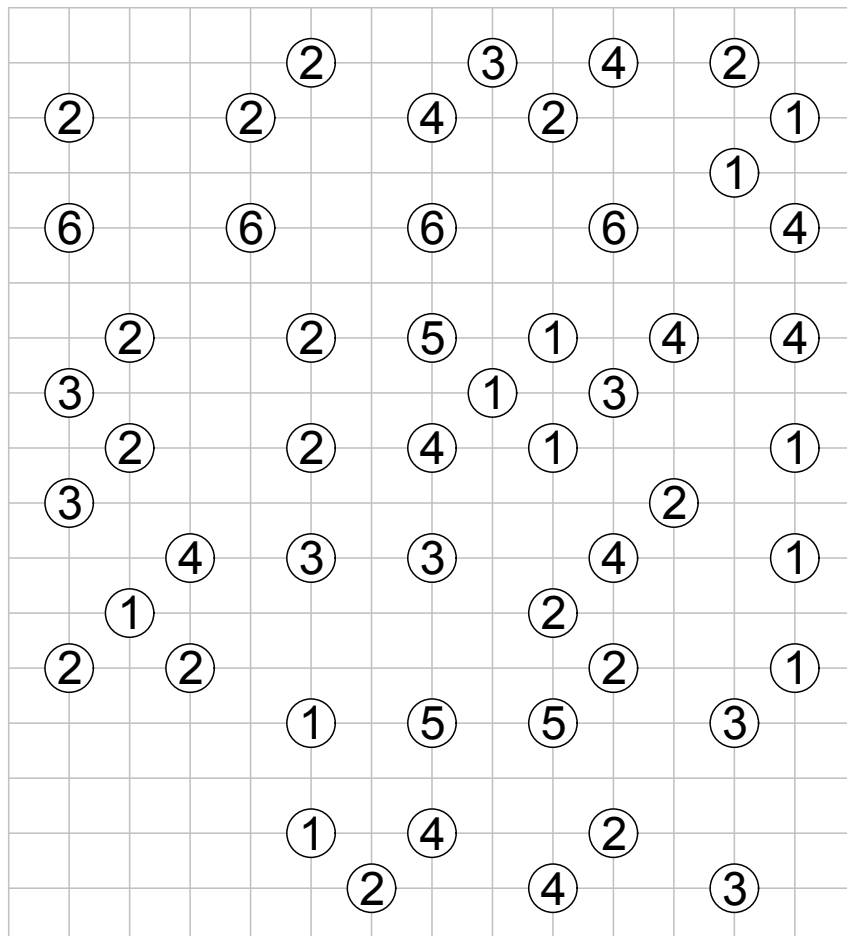 2 3 4 2
2 2 4 2 1
1
6 6 6 6 4
2 2 5 1 4 4
3 1 3
2 2 4 1 1
3 2
4 3 3 4 1
1 2
2 2 2 1
1 5 5 3
1 4 2
2 4 3